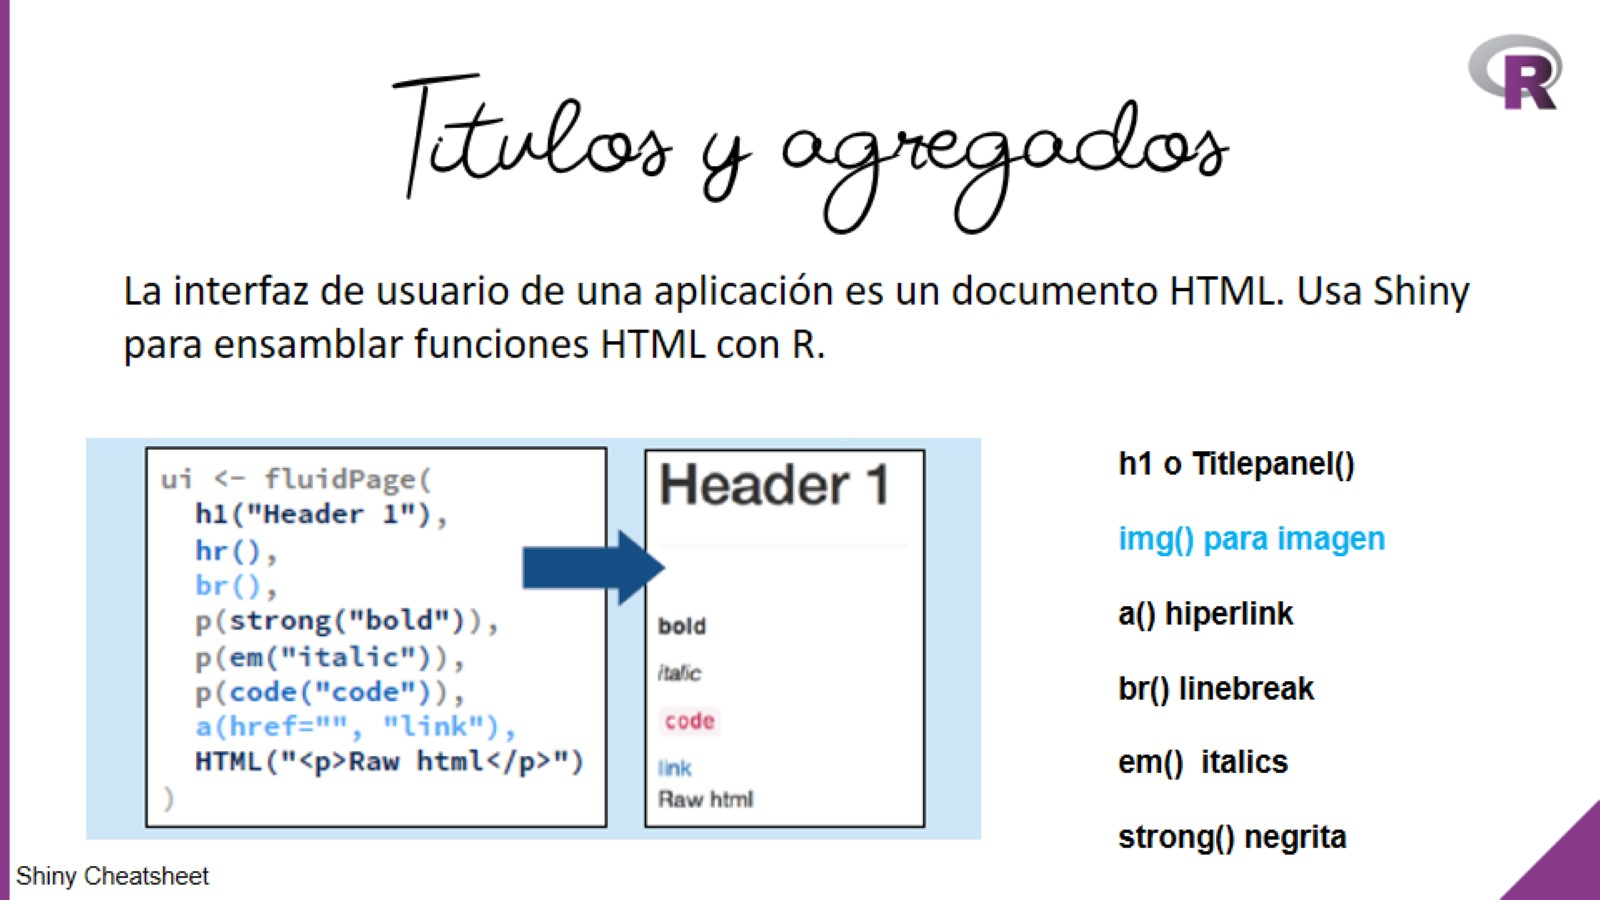 R
Titulos y agregados
La interfaz de usuario de una aplicación es un documento HTML. Usa Shiny
para ensamblar funciones HTML con R.
ui <- fluidPage(
h1("Header 1"),
hr(),
br(),
p(strong("bold")),
p(em("italic")),
p(code("code")),
a(href="", "link"),
HTML("<p>Raw html</p>")
)
Header 1
bold
italic
code
link
Raw html
h1 o Titlepanel()
img() para imagen
a() hiperlink
br() linebreak
em()  italics
strong() negrita
Shiny Cheatsheet